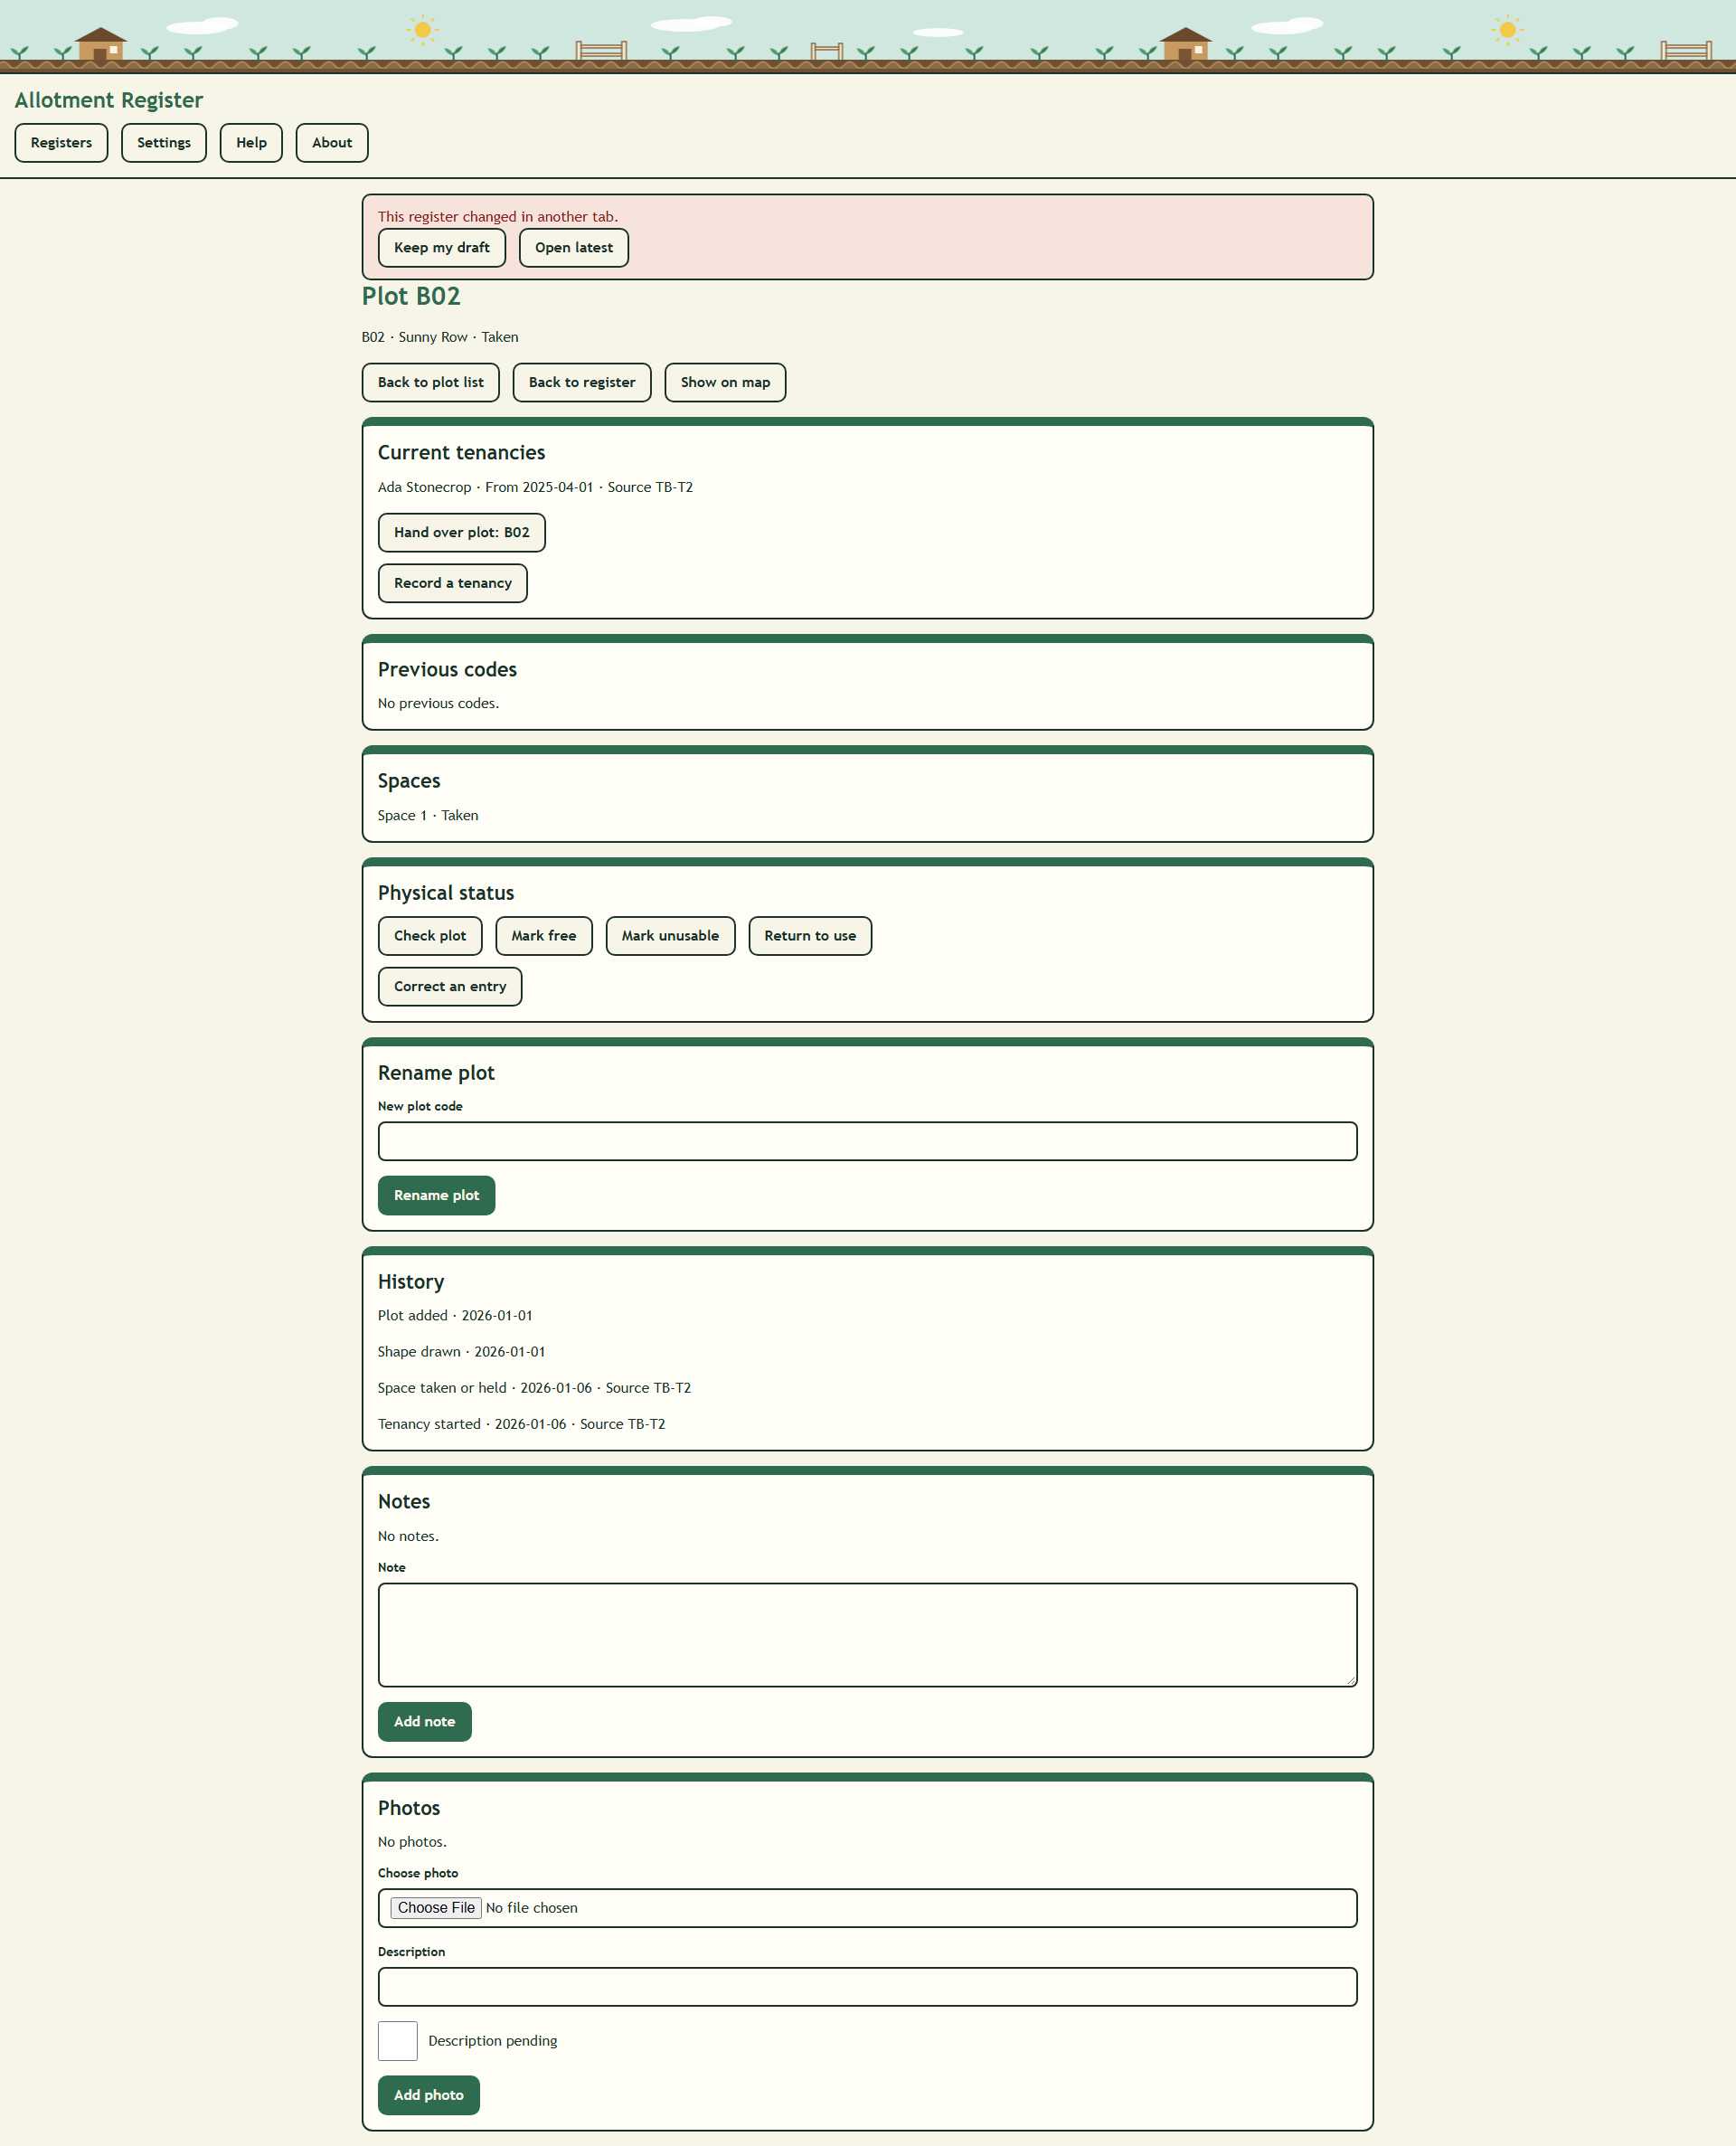 Allotment Register
Registers Settings Help About
This register changed in another tab.
Keep my draft Open latest
Plot B02
B02 · Sunny Row · Taken
Back to plot list Back to register Show on map
Current tenancies
Ada Stonecrop · From 2025-04-01 · Source TB-T2
Hand over plot: B02
Record a tenancy
Previous codes
No previous codes.
Spaces
Space 1 · Taken
Physical status
Check plot Mark free Mark unusable Return to use
Correct an entry
Rename plot
New plot code
Rename plot
History
Plot added · 2026-01-01
Shape drawn · 2026-01-01
Space taken or held · 2026-01-06 · Source TB-T2
Tenancy started · 2026-01-06 · Source TB-T2
Notes
No notes.
Note
Add note
Photos
No photos.
Choose photo
Choose File No file chosen
Description
Description pending
Add photo